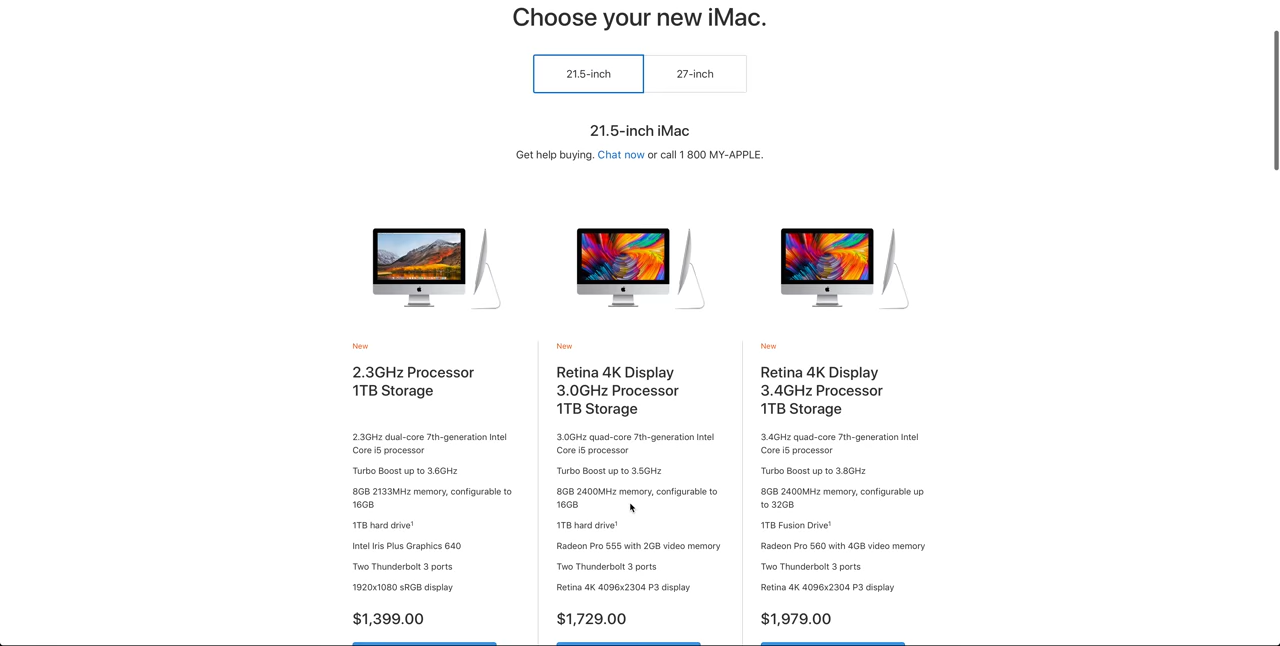 Choose your new iMac.
21.5-inch
27-inch
21.5-inch iMac
Get help buying. Chat now or call 1 800 MY-APPLE.
New
2.3GHz Processor
1TB Storage
2.3GHz dual-core 7th-generation Intel
Core i5 processor
Turbo Boost up to 3.6GHz
8GB 2133MHz memory, configurable to
16GB
1TB hard drive¹
Intel Iris Plus Graphics 640
Two Thunderbolt 3 ports
1920x1080 sRGB display
$1,399.00
New
Retina 4K Display
3.0GHz Processor
1TB Storage
3.0GHz quad-core 7th-generation Intel
Core i5 processor
Turbo Boost up to 3.5GHz
8GB 2400MHz memory, configurable to
16GB
1TB hard drive¹
Radeon Pro 555 with 2GB video memory
Two Thunderbolt 3 ports
Retina 4K 4096x2304 P3 display
$1,729.00
New
Retina 4K Display
3.4GHz Processor
1TB Storage
3.4GHz quad-core 7th-generation Intel
Core i5 processor
Turbo Boost up to 3.8GHz
8GB 2400MHz memory, configurable up
to 32GB
1TB Fusion Drive¹
Radeon Pro 560 with 4GB video memory
Two Thunderbolt 3 ports
Retina 4K 4096x2304 P3 display
$1,979.00